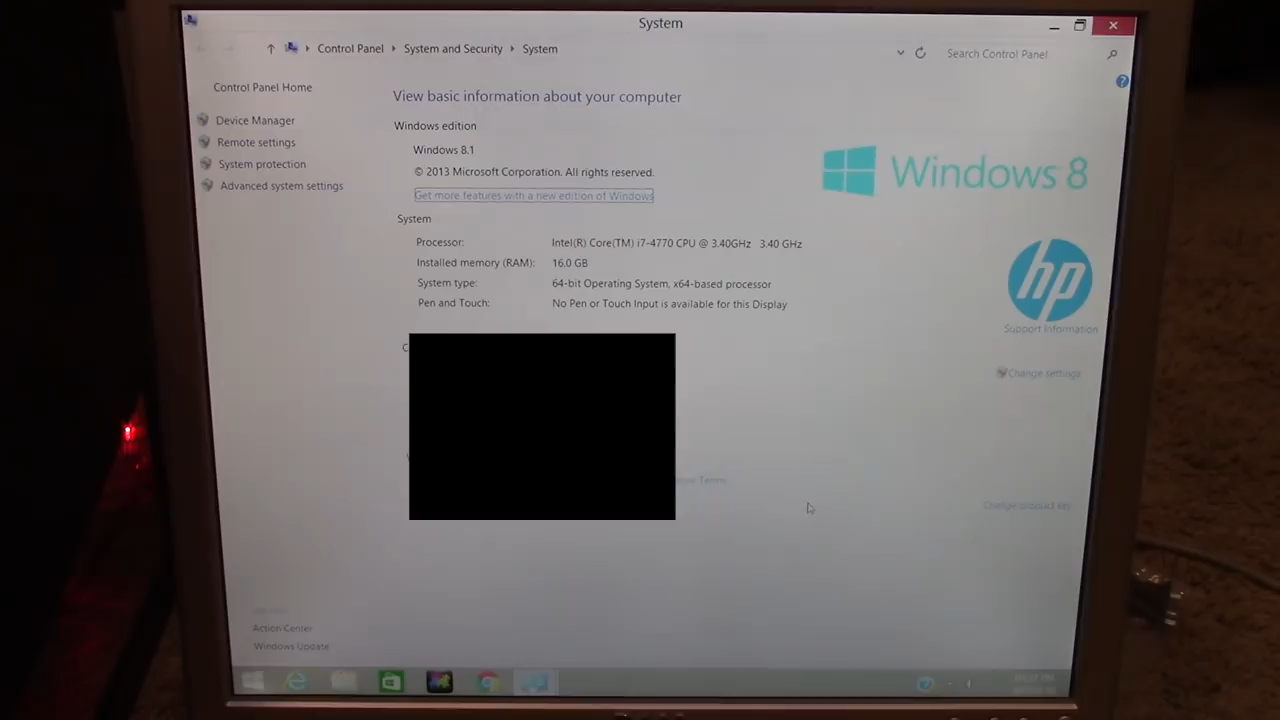 System
Control Panel System and Security System
Search Control Panel
Control Panel Home
Device Manager
Remote settings
System protection
Advanced system settings
View basic information about your computer
Windows edition
Windows 8.1
© 2013 Microsoft Corporation. All rights reserved.
Get more features with a new edition of Windows
Windows 8
System
Processor: Intel(R) Core(TM) i7-4770 CPU @ 3.40GHz 3.40 GHz
Installed memory (RAM): 16.0 GB
System type: 64-bit Operating System, x64-based processor
Pen and Touch: No Pen or Touch Input is available for this Display
hp
Support Information
Change settings
Terms
Change product key
Action Center
Windows Update